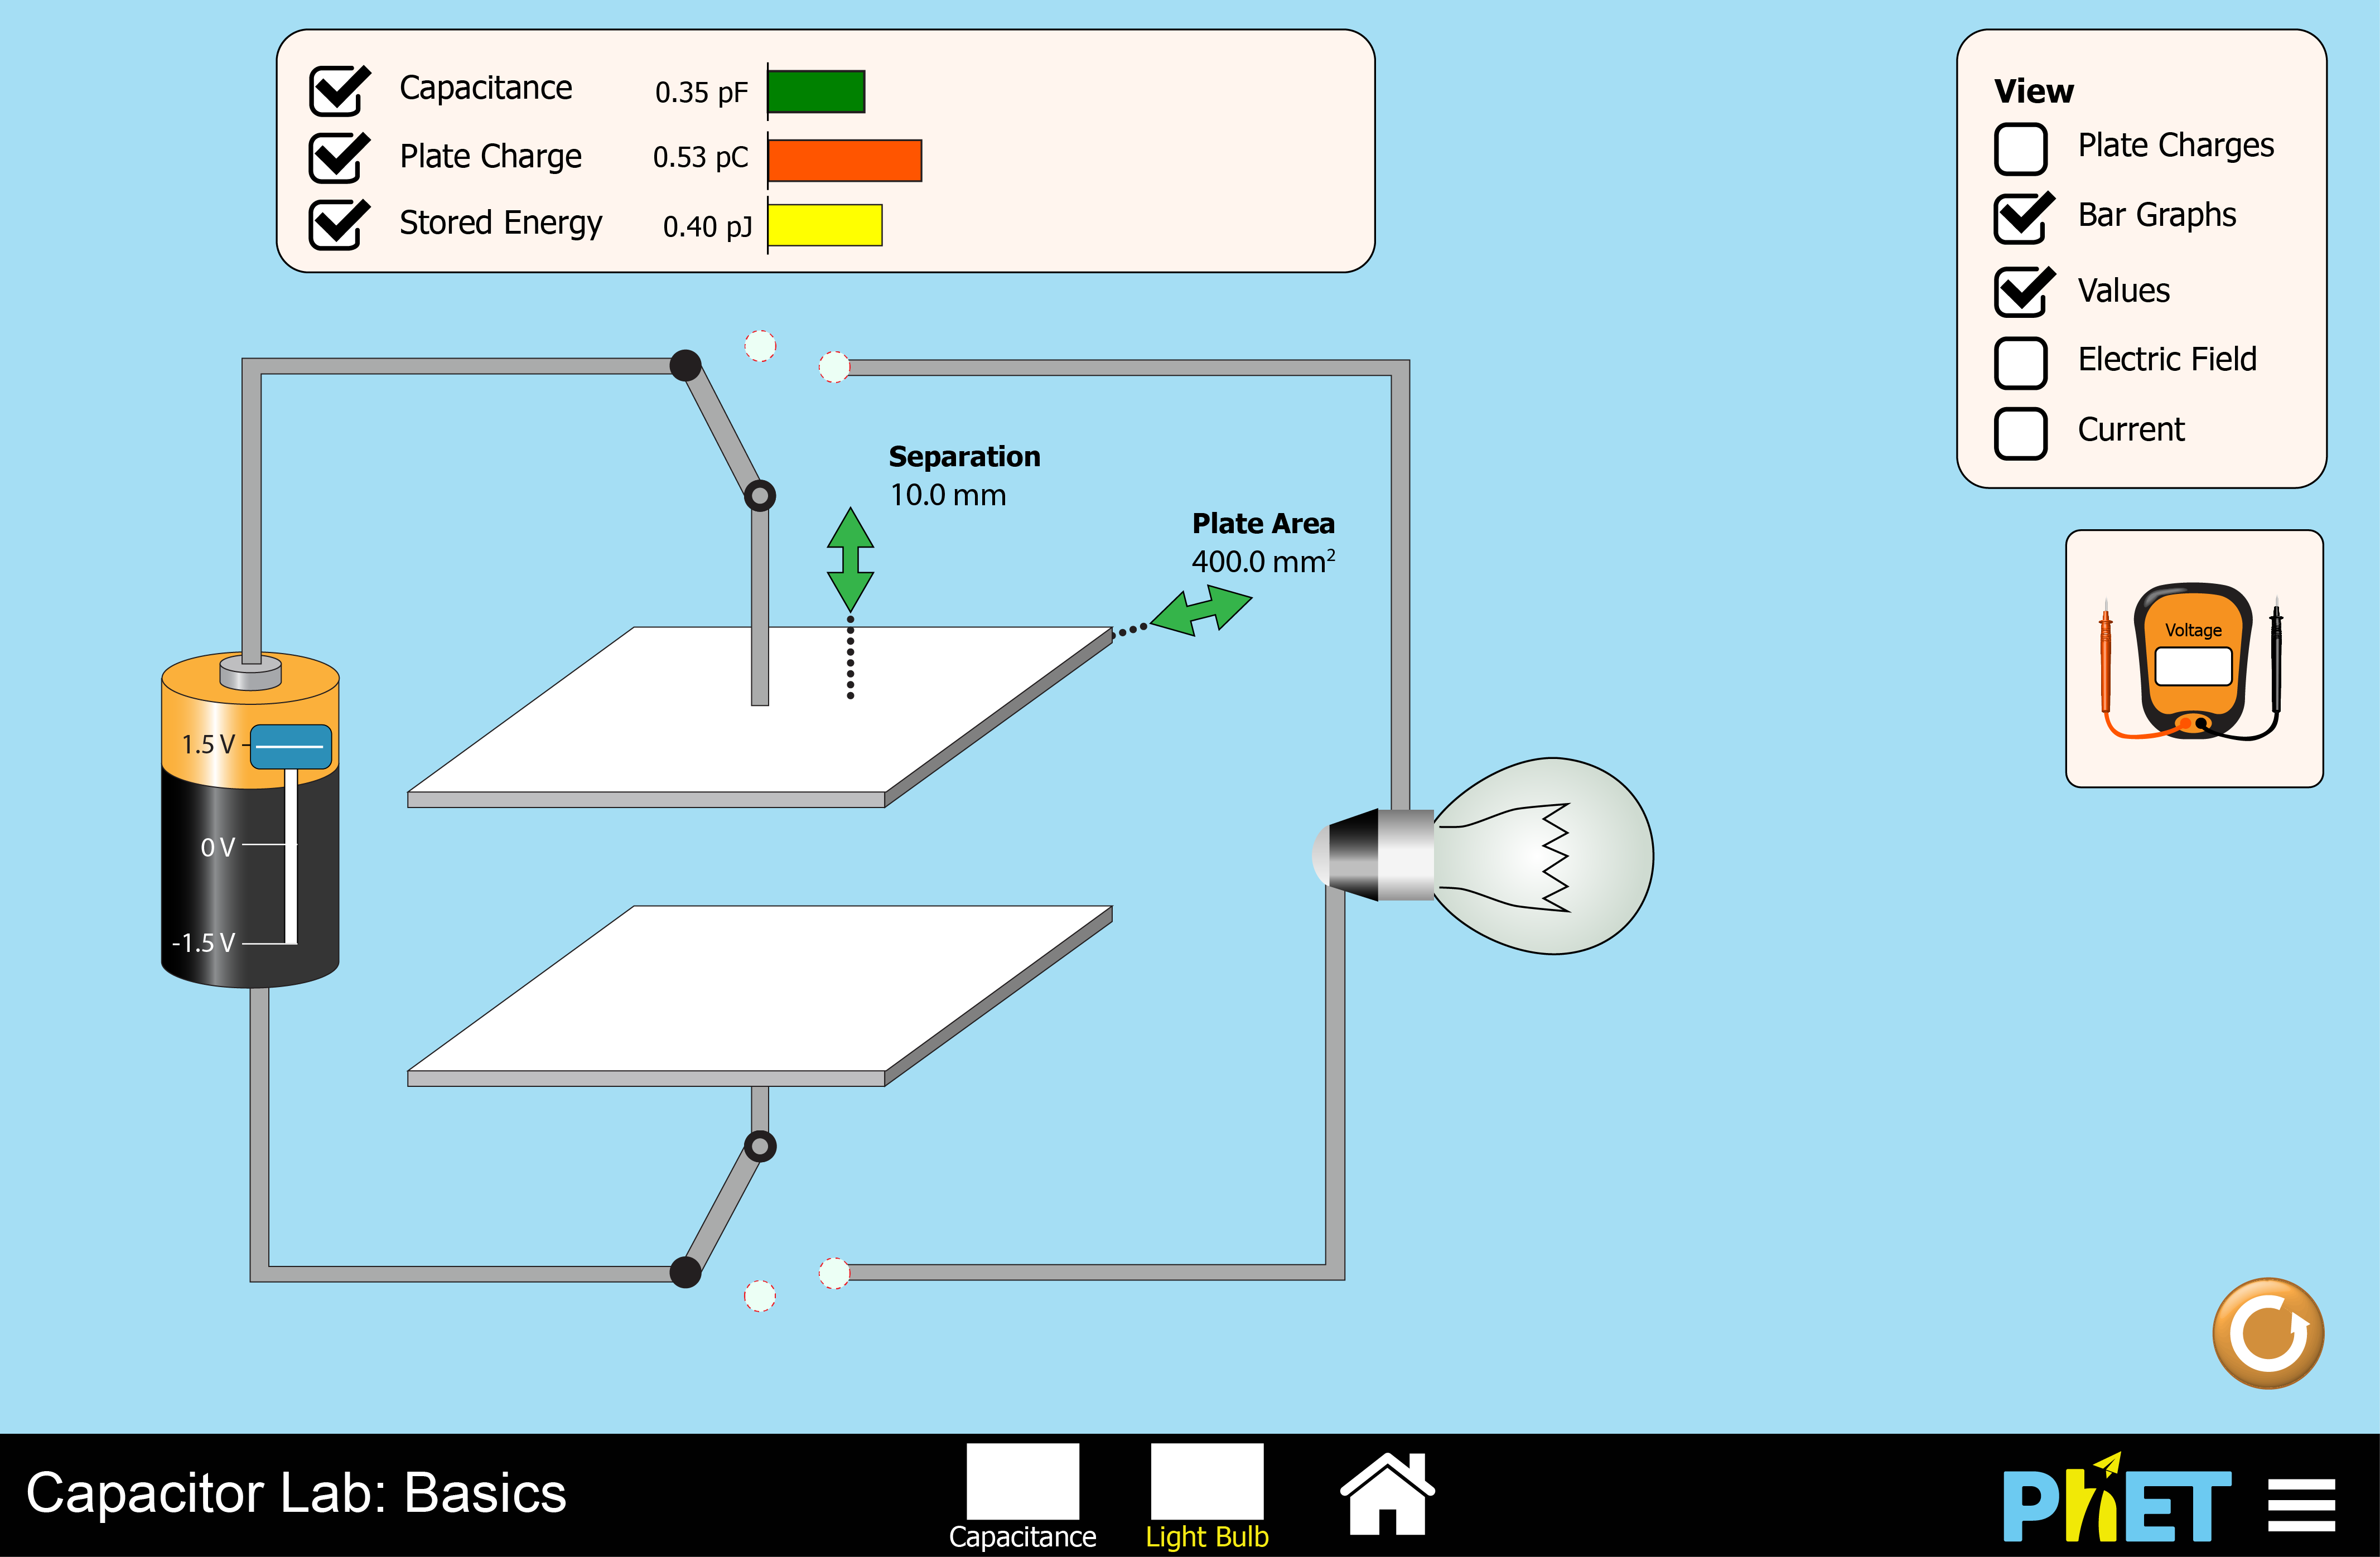 Capacitance 0.35 pF
Plate Charge 0.53 pC
Stored Energy 0.40 pJ
View
Plate Charges
Bar Graphs
Values
Electric Field
Current
Separation
10.0 mm
Plate Area
400.0 mm²
Voltage
1.5 V
0 V
-1.5 V
Capacitor Lab: Basics
Capacitance
Light Bulb
PhET